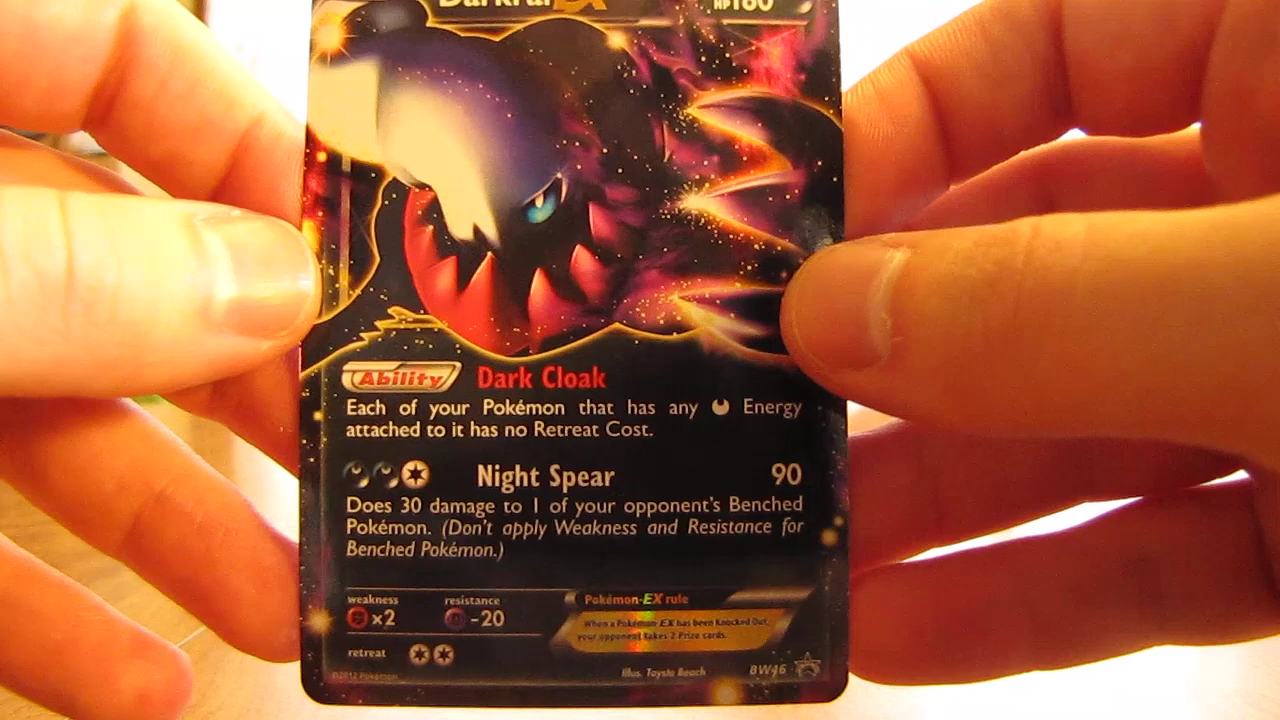 Darkrai EX HP180
Ability Dark Cloak
Each of your Pokémon that has any Energy
attached to it has no Retreat Cost.
Night Spear 90
Does 30 damage to 1 of your opponent's Benched
Pokémon. (Don't apply Weakness and Resistance for
Benched Pokémon.)
weakness resistance Pokémon-EX rule
x2 -20 When a Pokémon-EX has been Knocked Out,
your opponent takes 2 Prize cards.
retreat
©2012 Pokémon Illus. Toyste Beach BW46